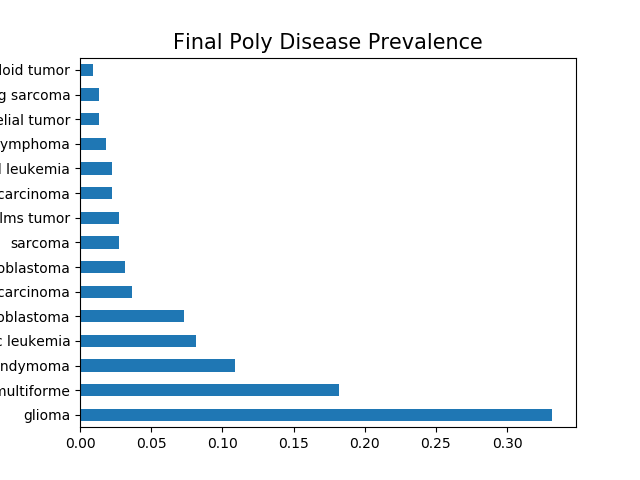 Final Poly Disease Prevalence
loid tumor
g sarcoma
elial tumor
ymphoma
l leukemia
carcinoma
lms tumor
sarcoma
oblastoma
carcinoma
oblastoma
c leukemia
ndymoma
multiforme
glioma
0.00 0.05 0.10 0.15 0.20 0.25 0.30